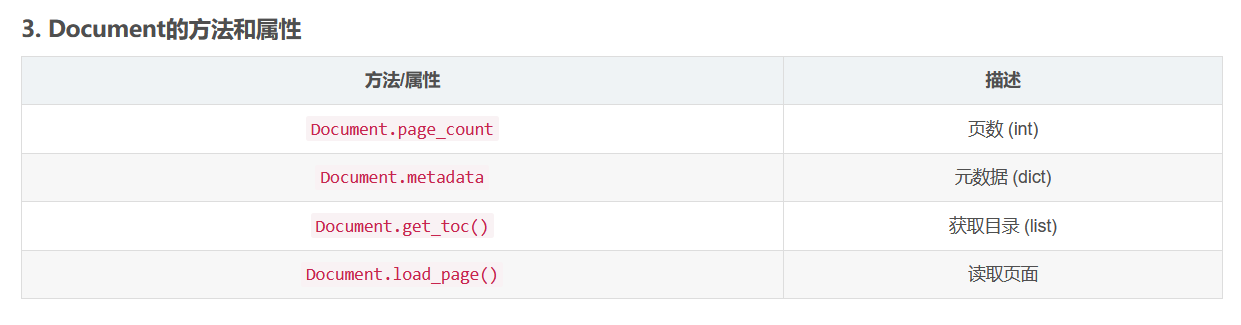 3. Document的方法和属性
方法/属性 描述
Document.page_count 页数 (int)
Document.metadata 元数据 (dict)
Document.get_toc() 获取目录 (list)
Document.load_page() 读取页面